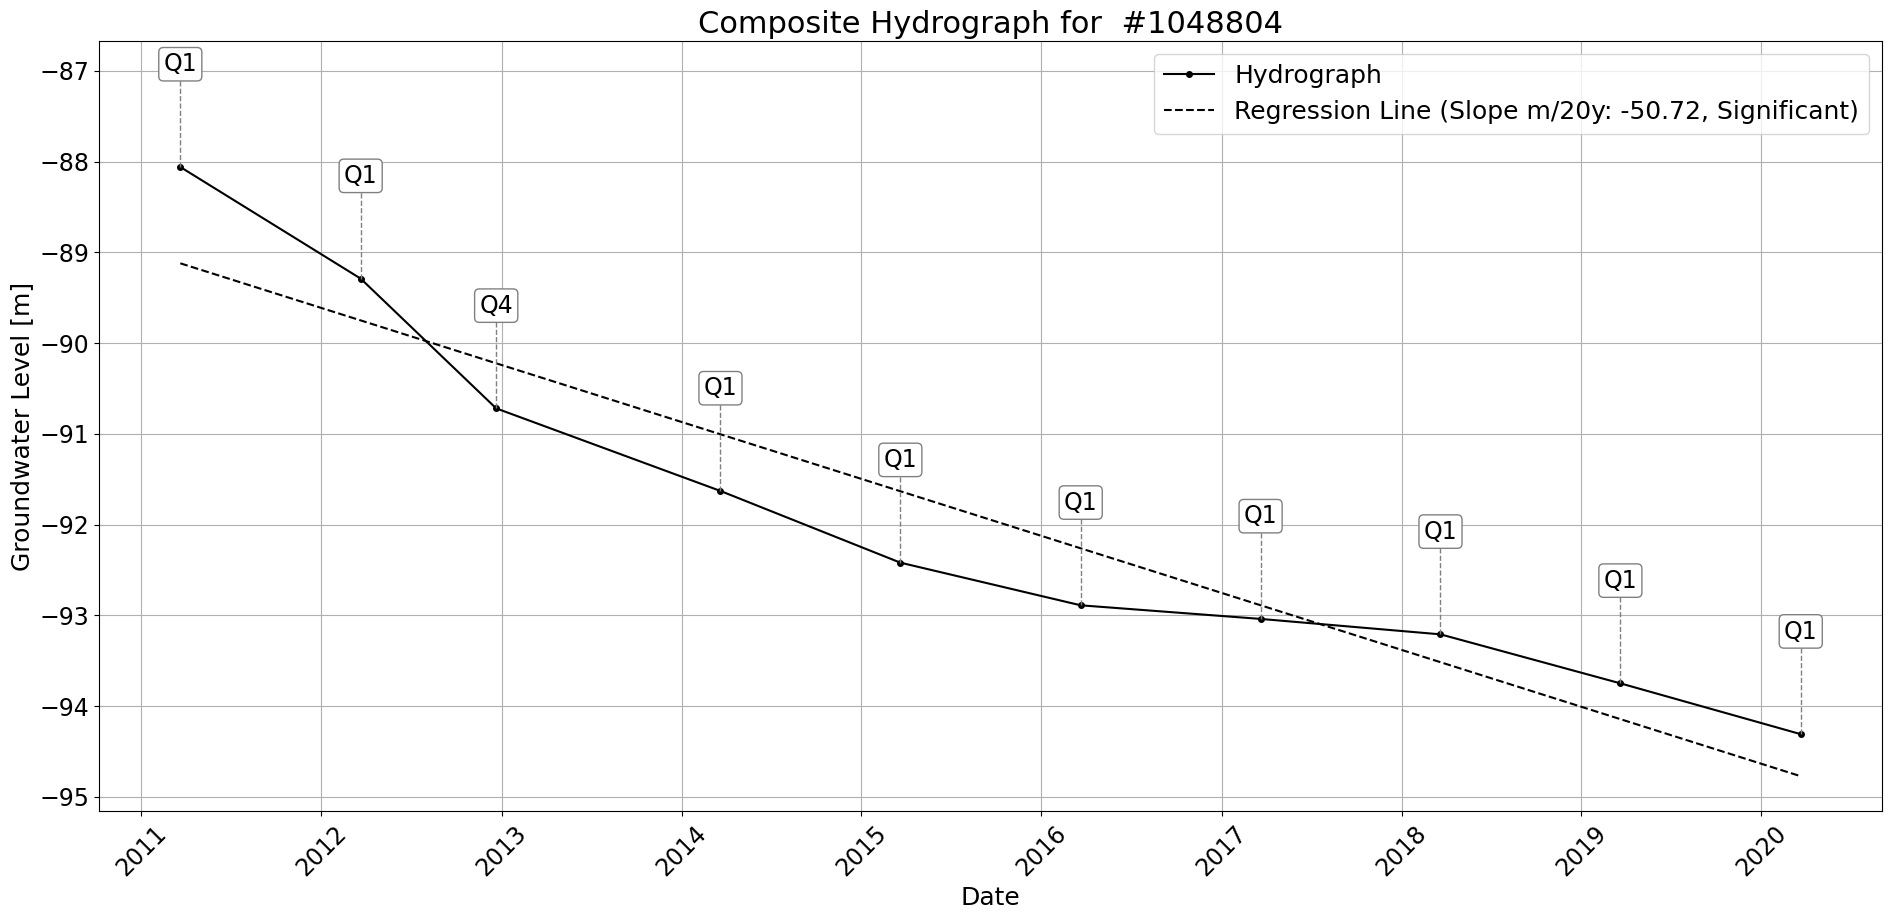 Composite Hydrograph for  #1048804
Hydrograph
Regression Line (Slope m/20y: -50.72, Significant)
Groundwater Level [m]
−87
−88
−89
−90
−91
−92
−93
−94
−95
Q1
Q1
Q4
Q1
Q1
Q1
Q1
Q1
Q1
Q1
2011
2012
2013
2014
2015
2016
2017
2018
2019
2020
Date